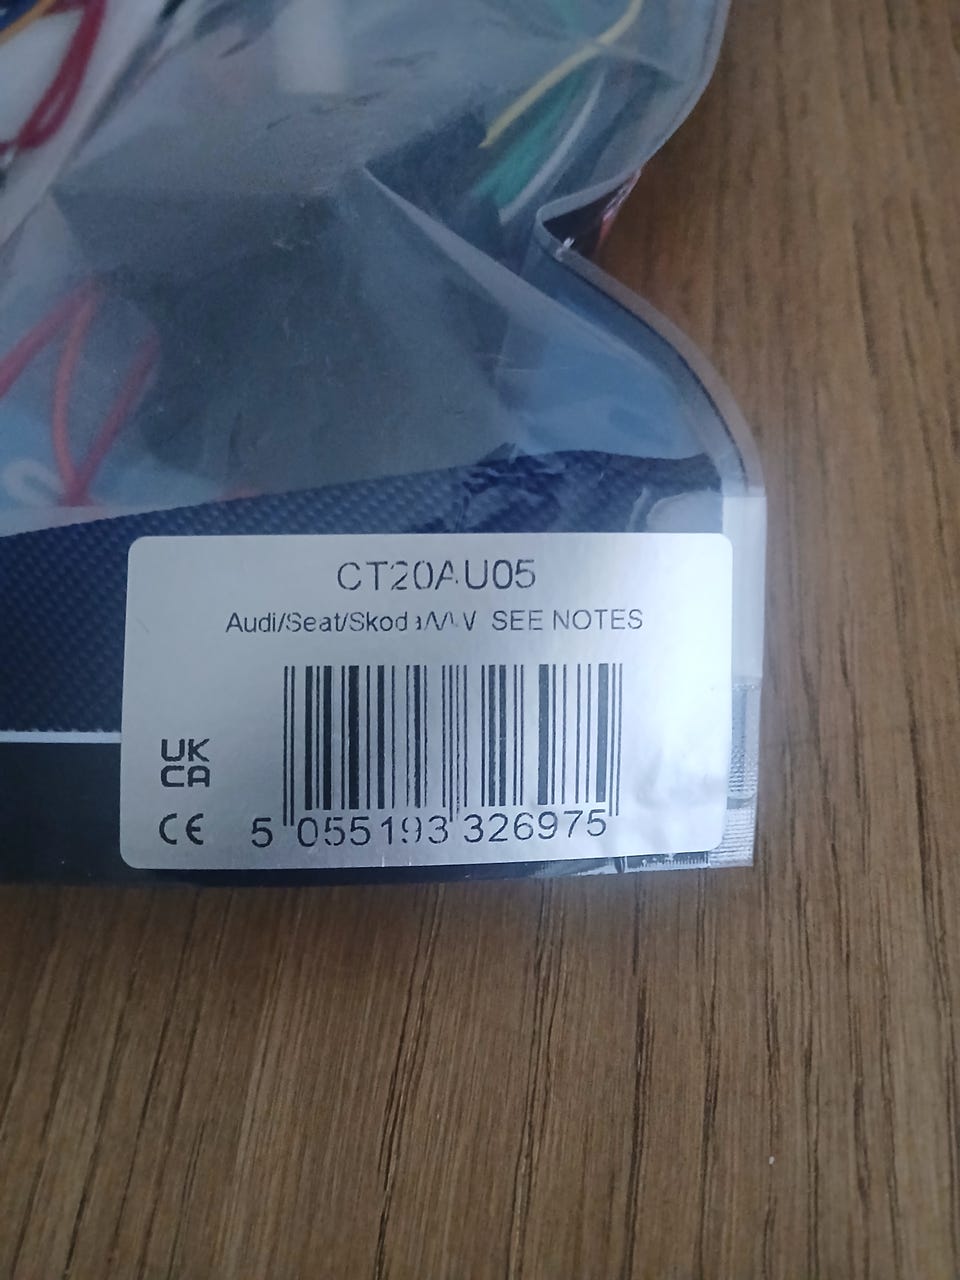 CT20AU05
Audi/Seat/Skoda/VW SEE NOTES
UK
CA
CE
5 055193 326975